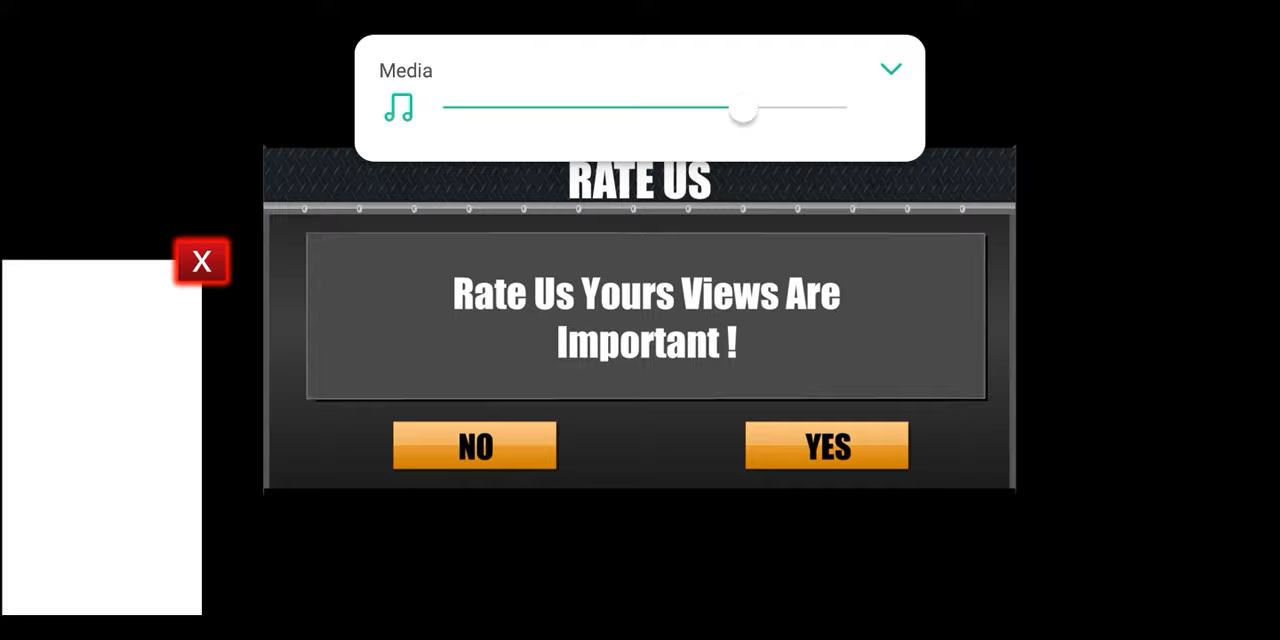 Media
RATE US
X
Rate Us Yours Views Are
Important !
NO
YES